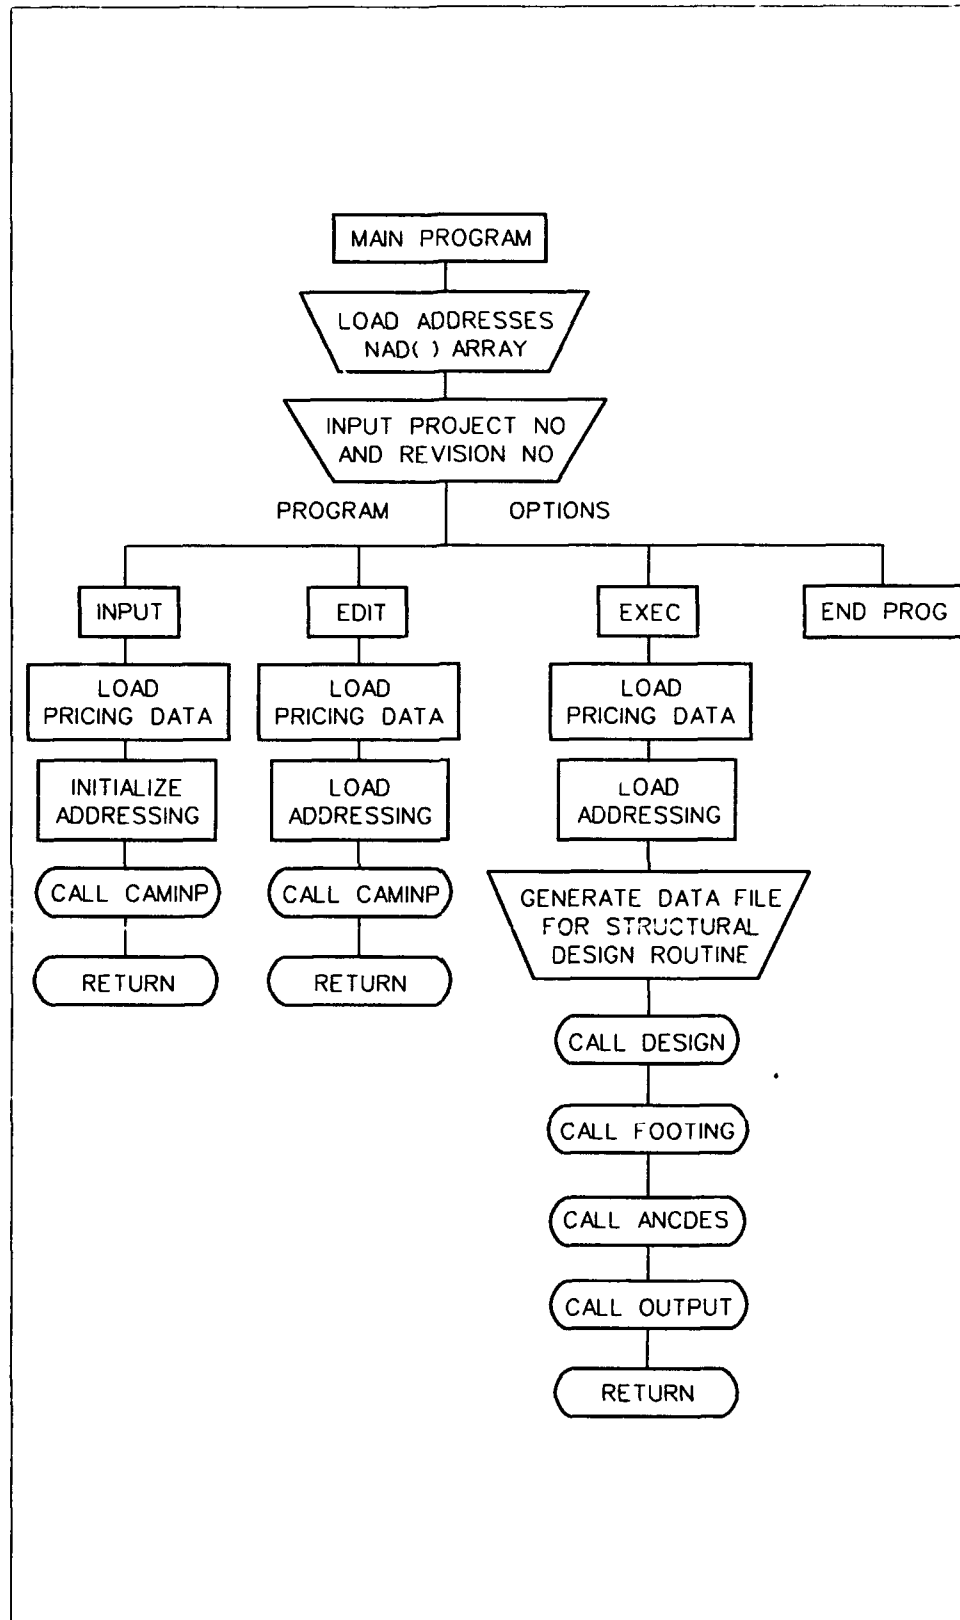 MAIN PROGRAM
LOAD ADDRESSES
NAD( ) ARRAY
INPUT PROJECT NO
AND REVISION NO
PROGRAM OPTIONS
INPUT
EDIT
EXEC
END PROG
LOAD
PRICING DATA
LOAD
PRICING DATA
LOAD
PRICING DATA
INITIALIZE
ADDRESSING
LOAD
ADDRESSING
LOAD
ADDRESSING
CALL CAMINP
CALL CAMINP
GENERATE DATA FILE
FOR STRUCTURAL
DESIGN ROUTINE
RETURN
RETURN
CALL DESIGN
CALL FOOTING
CALL ANCDES
CALL OUTPUT
RETURN